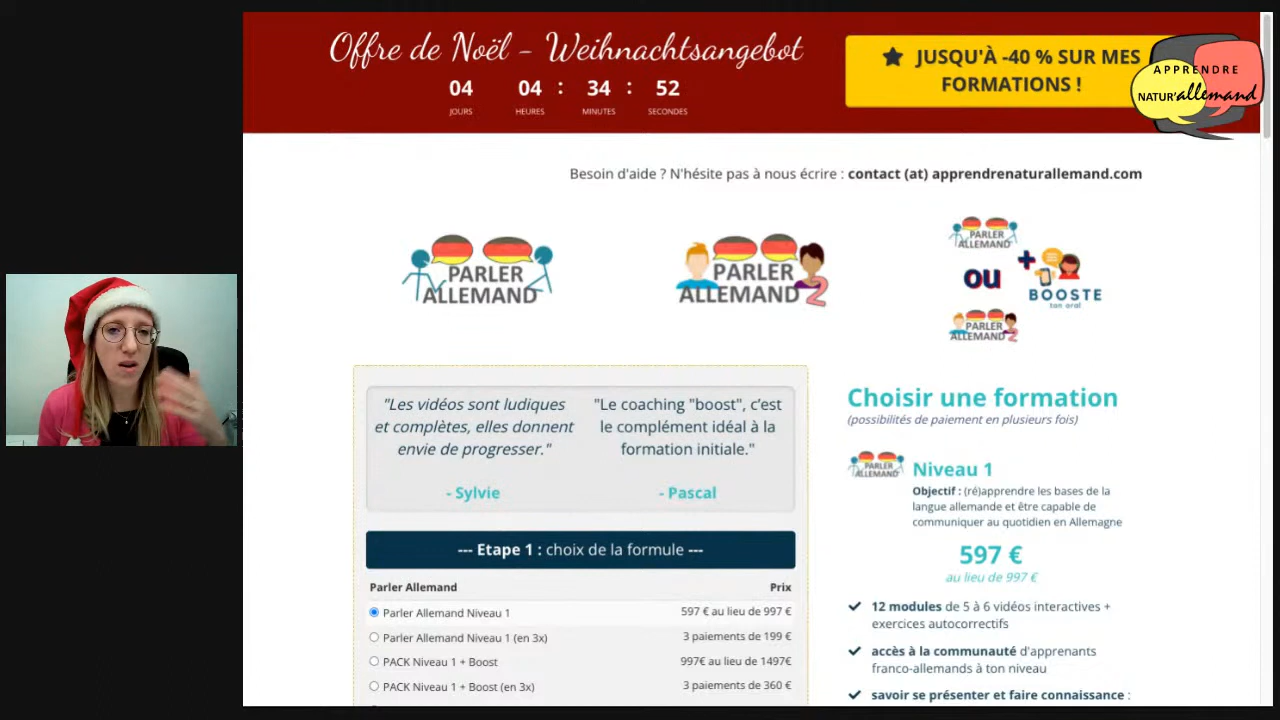 Offre de Noël - Weihnachtsangebot
04 04 : 34 : 52
JOURS HEURES MINUTES SECONDES
JUSQU'À -40 % SUR MES
FORMATIONS !
APPRENDRE
NATUR'allemand
Besoin d'aide ? N'hésite pas à nous écrire : contact (at) apprendrenaturallemand.com
PARLER
ALLEMAND
PARLER
ALLEMAND 2
PARLER
ALLEMAND
OU
+
BOOSTE
ton oral
PARLER
ALLEMAND 2
"Les vidéos sont ludiques
et complètes, elles donnent
envie de progresser."
- Sylvie
"Le coaching "boost", c’est
le complément idéal à la
formation initiale."
- Pascal
--- Etape 1 : choix de la formule ---
Parler Allemand Prix
Parler Allemand Niveau 1 597 € au lieu de 997 €
Parler Allemand Niveau 1 (en 3x) 3 paiements de 199 €
PACK Niveau 1 + Boost 997€ au lieu de 1497€
PACK Niveau 1 + Boost (en 3x) 3 paiements de 360 €
Choisir une formation
(possibilités de paiement en plusieurs fois)
PARLER
ALLEMAND
Niveau 1
Objectif : (ré)apprendre les bases de la
langue allemande et être capable de
communiquer au quotidien en Allemagne
597 €
au lieu de 997 €
12 modules de 5 à 6 vidéos interactives +
exercices autocorrectifs
accès à la communauté d'apprenants
franco-allemands à ton niveau
savoir se présenter et faire connaissance :